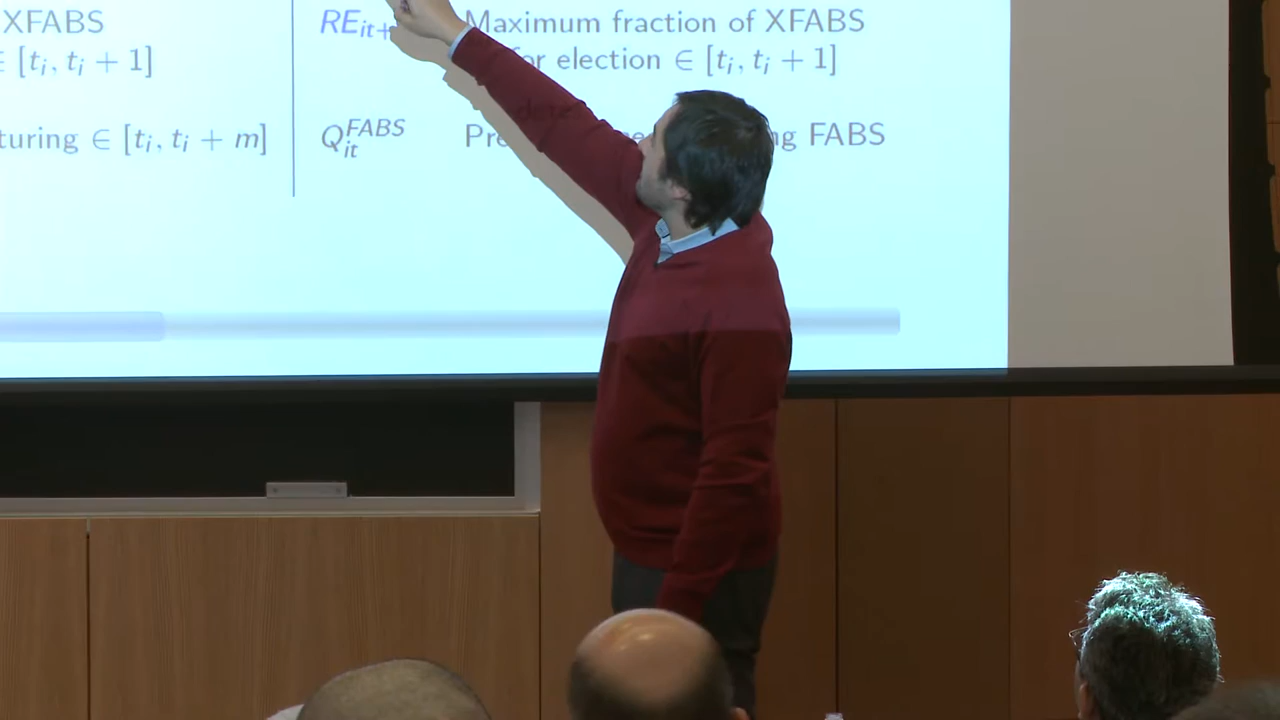 XFABS
∈ [t_i, t_i + 1]
turing ∈ [t_i, t_i + m]
RE_it+ Maximum fraction of XFABS
for election ∈ [t_i, t_i + 1]
Q_it^FABS FABS